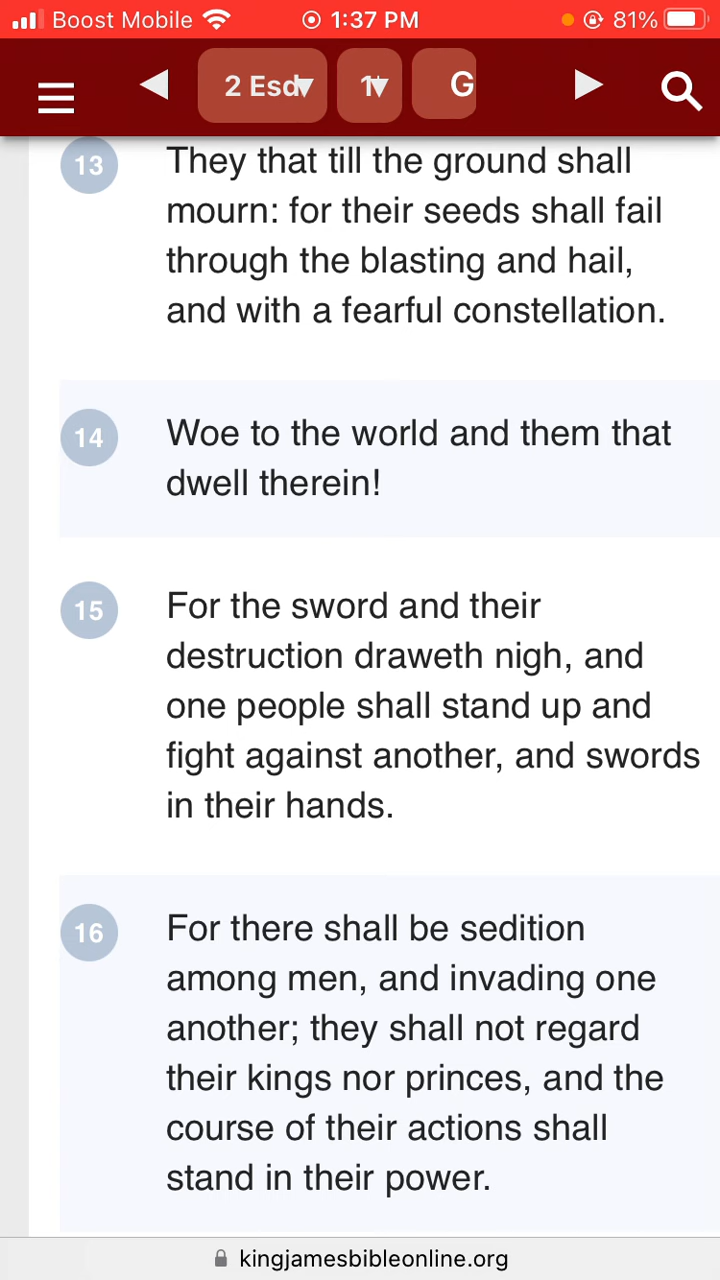 Boost Mobile 1:37 PM 81%
2 Esd 1 G
13 They that till the ground shall
mourn: for their seeds shall fail
through the blasting and hail,
and with a fearful constellation.
14 Woe to the world and them that
dwell therein!
15 For the sword and their
destruction draweth nigh, and
one people shall stand up and
fight against another, and swords
in their hands.
16 For there shall be sedition
among men, and invading one
another; they shall not regard
their kings nor princes, and the
course of their actions shall
stand in their power.
kingjamesbibleonline.org